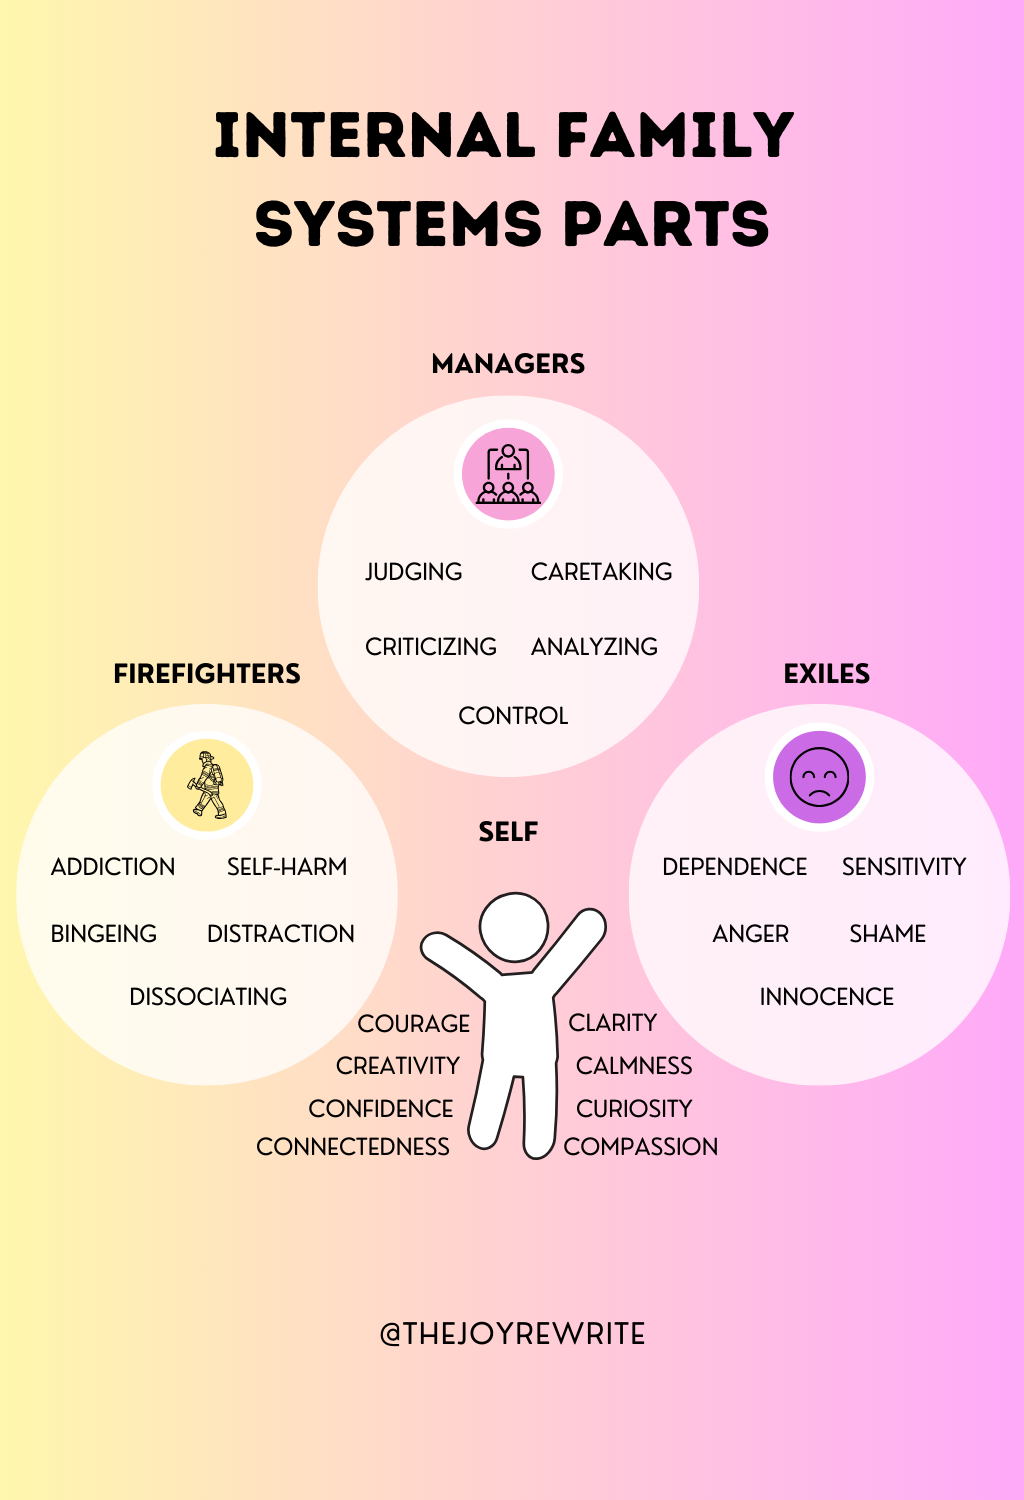 INTERNAL FAMILY
SYSTEMS PARTS
MANAGERS
JUDGING CARETAKING
CRITICIZING ANALYZING
CONTROL
FIREFIGHTERS
ADDICTION SELF-HARM
BINGEING DISTRACTION
DISSOCIATING
EXILES
DEPENDENCE SENSITIVITY
ANGER SHAME
INNOCENCE
SELF
COURAGE CLARITY
CREATIVITY CALMNESS
CONFIDENCE CURIOSITY
CONNECTEDNESS COMPASSION
@THEJOYREWRITE